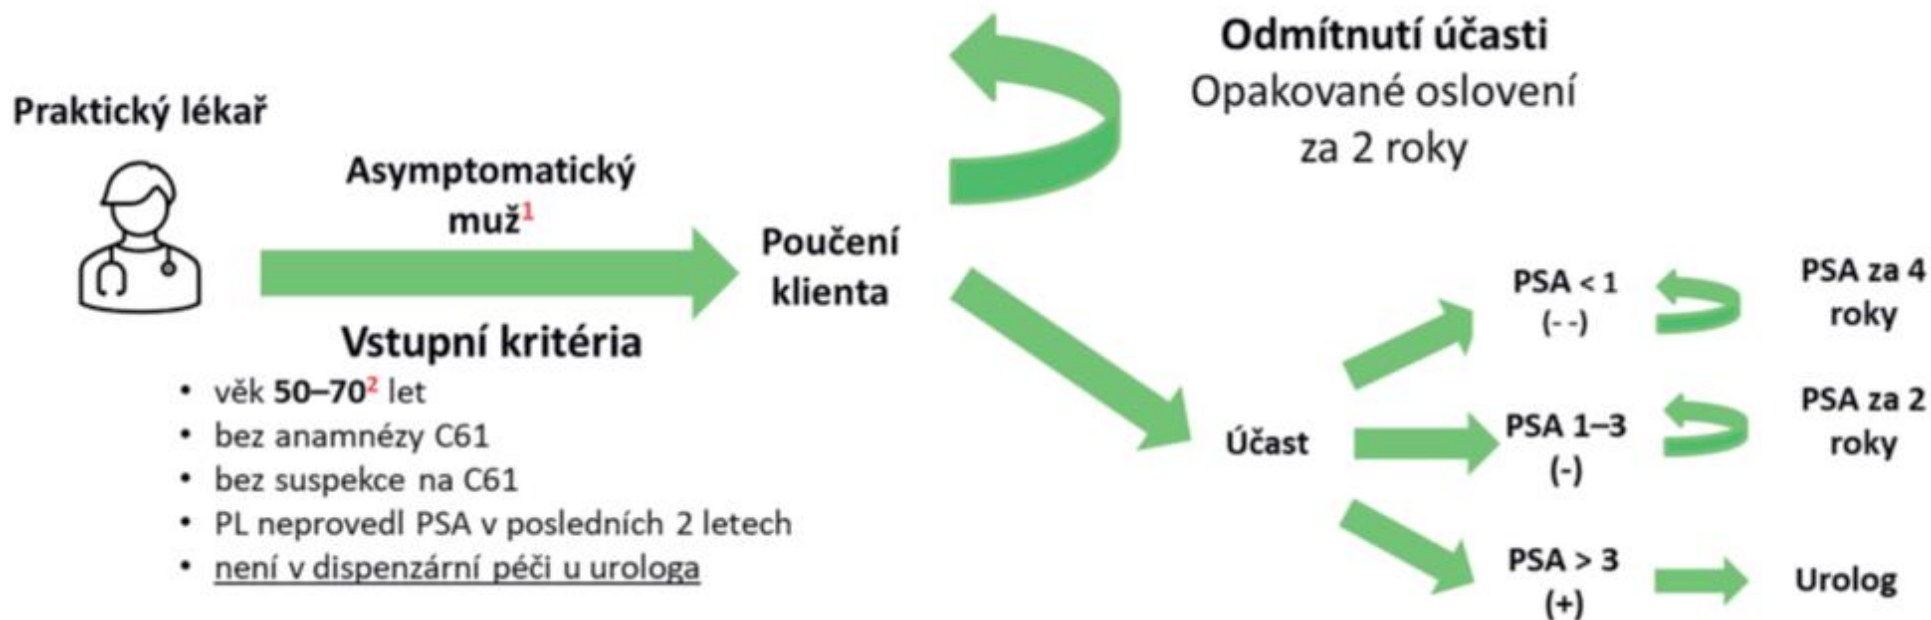 Praktický lékař
Asymptomatický
muž¹
Vstupní kritéria
• věk 50–70² let
• bez anamnézy C61
• bez suspekce na C61
• PL neprovedl PSA v posledních 2 letech
• není v dispenzární péči u urologa
Poučení
klienta
Odmítnutí účasti
Opakované oslovení
za 2 roky
Účast
PSA < 1
(- -)
PSA za 4
roky
PSA 1–3
(-)
PSA za 2
roky
PSA > 3
(+)
Urolog